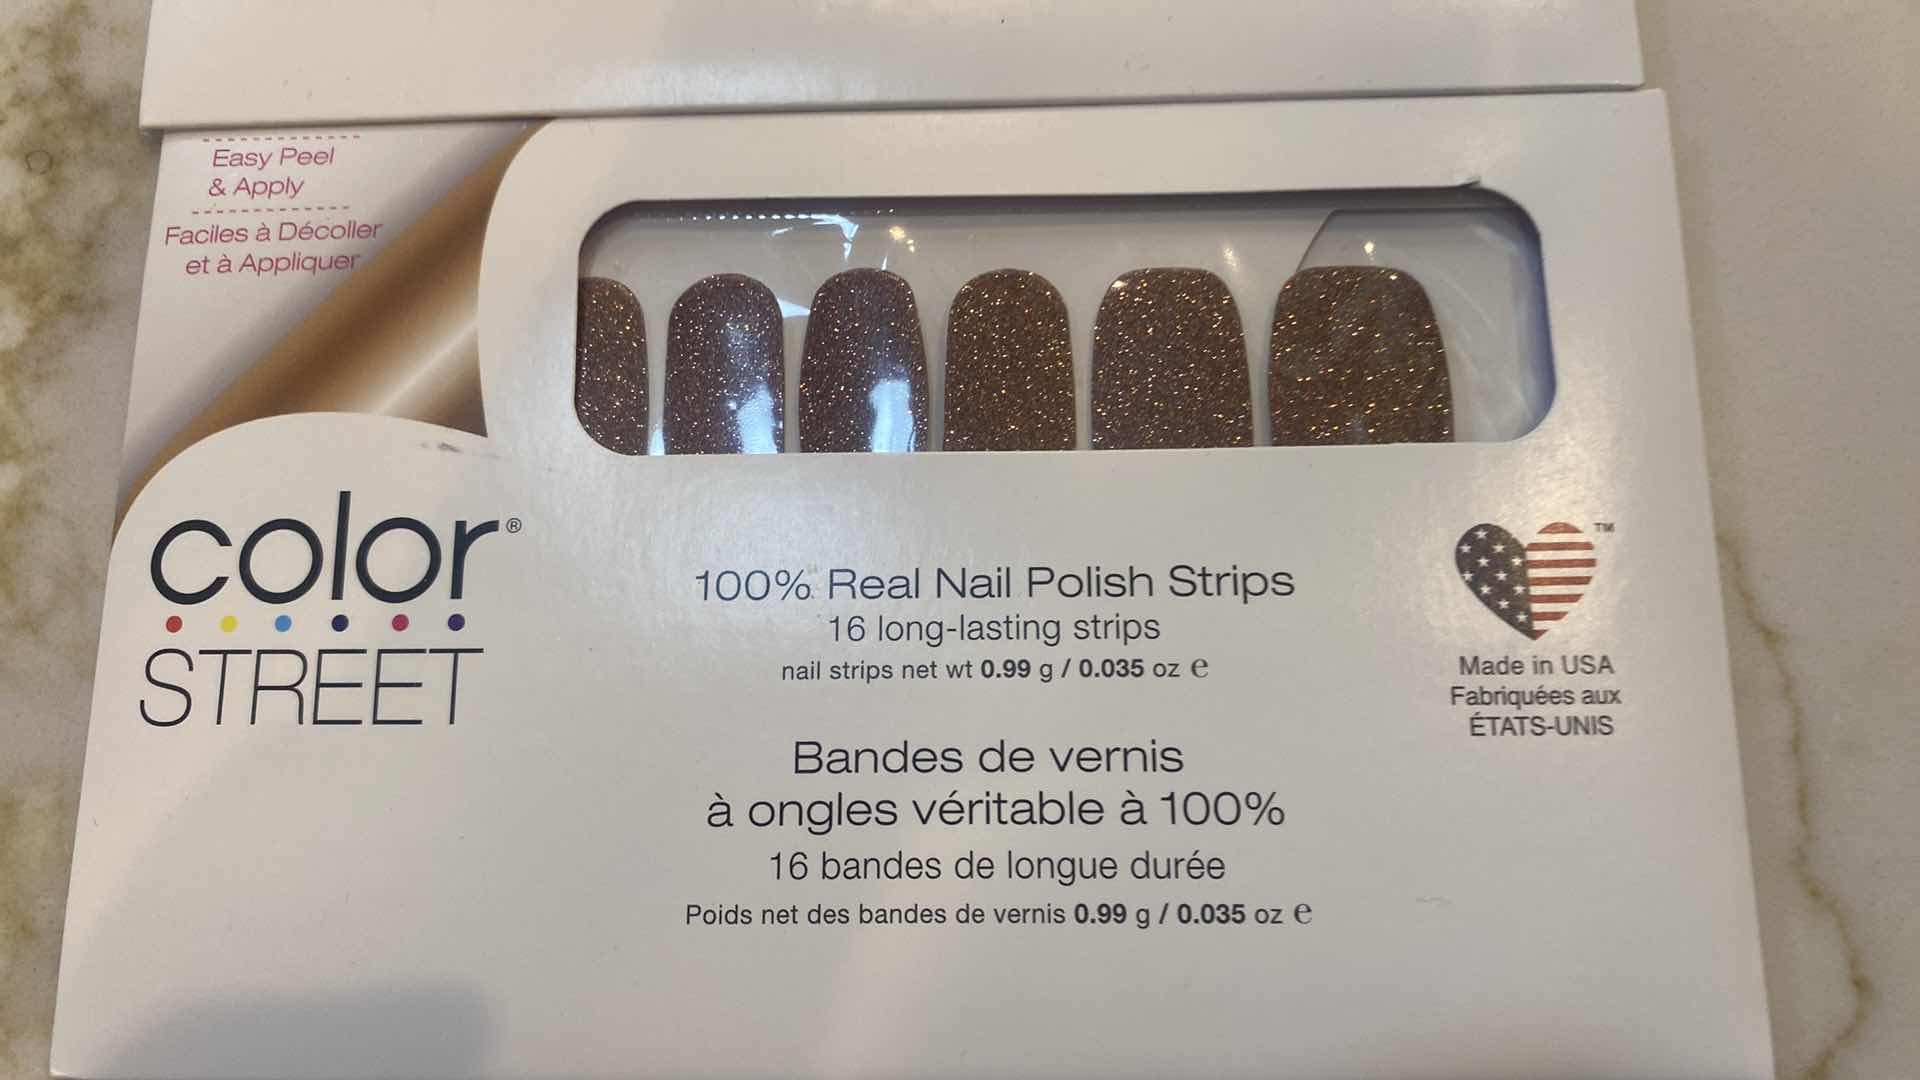 Easy Peel
& Apply
Faciles à Décoller
et à Appliquer
color®
STREET
100% Real Nail Polish Strips
16 long-lasting strips
nail strips net wt 0.99 g / 0.035 oz ℮
Bandes de vernis
à ongles véritable à 100%
16 bandes de longue durée
Poids net des bandes de vernis 0.99 g / 0.035 oz ℮
TM
Made in USA
Fabriquées aux
ÉTATS-UNIS